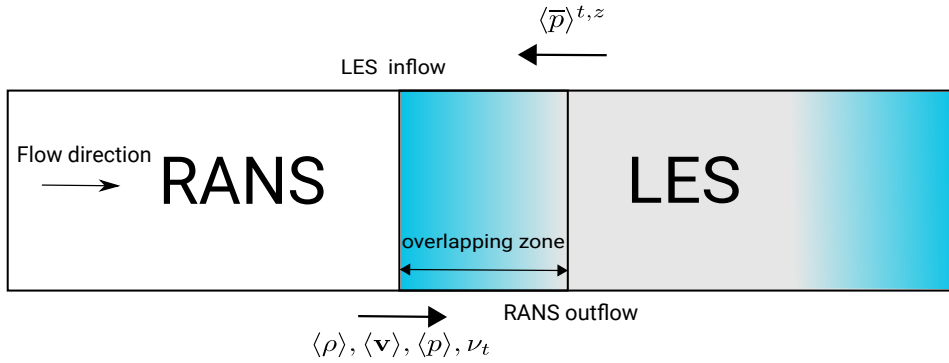 ⟨p̅⟩^{t,z}
LES inflow
Flow direction
RANS
LES
overlapping zone
RANS outflow
⟨ρ⟩, ⟨v⟩, ⟨p⟩, ν_t